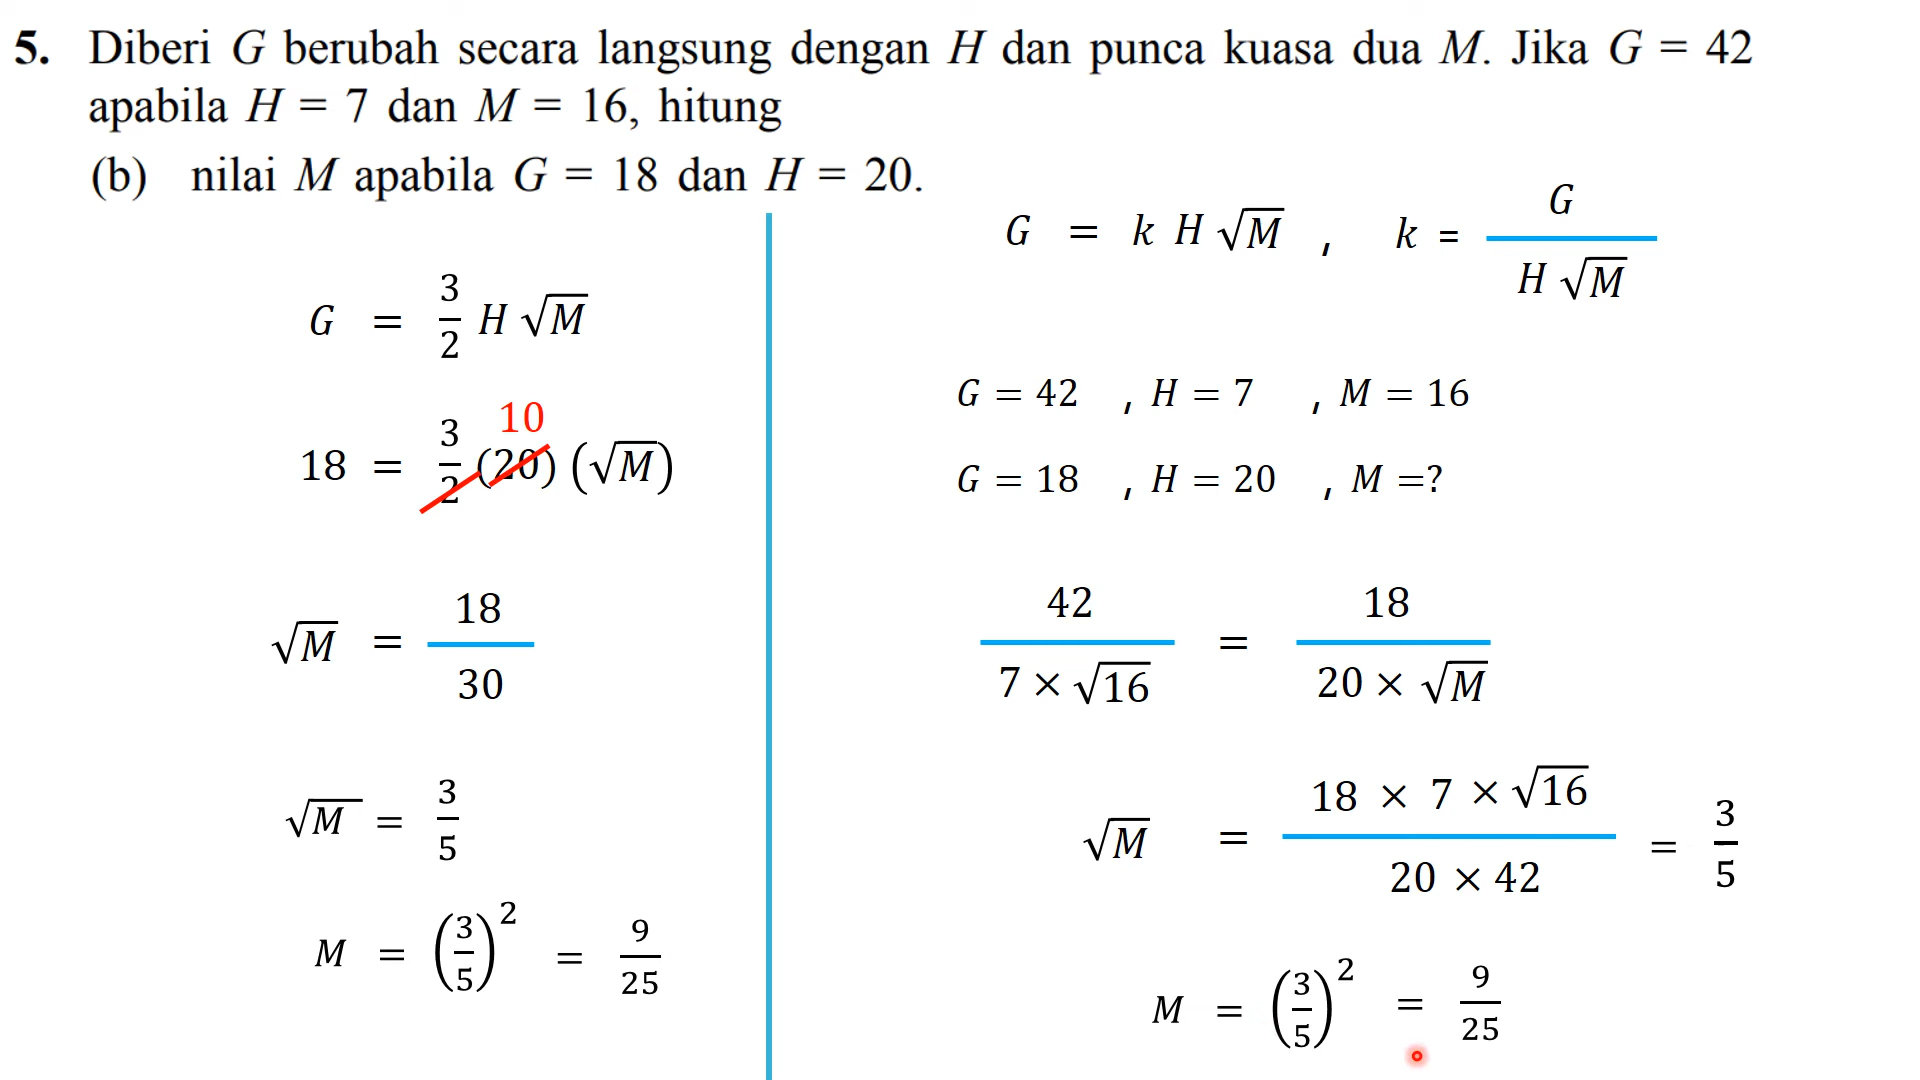 5. Diberi G berubah secara langsung dengan H dan punca kuasa dua M. Jika G = 42
apabila H = 7 dan M = 16, hitung
(b) nilai M apabila G = 18 dan H = 20.
G = 3/2 H √M
18 = 3/2 (20) (√M)
10
√M = 18/30
√M = 3/5
M = (3/5)² = 9/25
G = k H √M , k = G/(H √M)
G = 42 , H = 7 , M = 16
G = 18 , H = 20 , M =?
42/(7 × √16) = 18/(20 × √M)
√M = (18 × 7 × √16)/(20 × 42) = 3/5
M = (3/5)² = 9/25